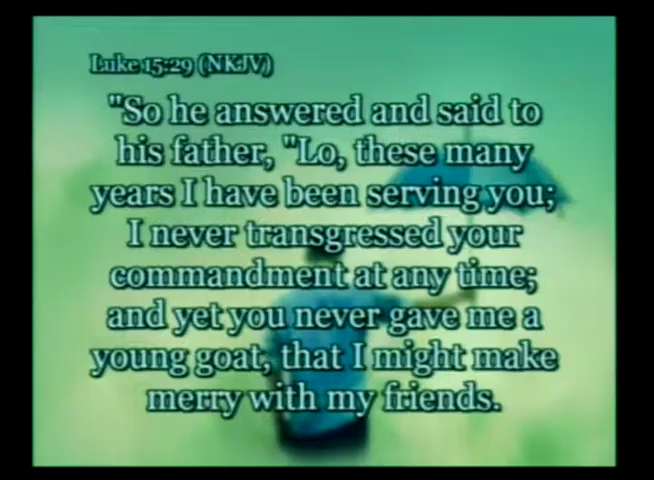 Luke 15:29 (NKJV)
"So he answered and said to
his father, "Lo, these many
years I have been serving you;
I never transgressed your
commandment at any time;
and yet you never gave me a
young goat, that I might make
merry with my friends.